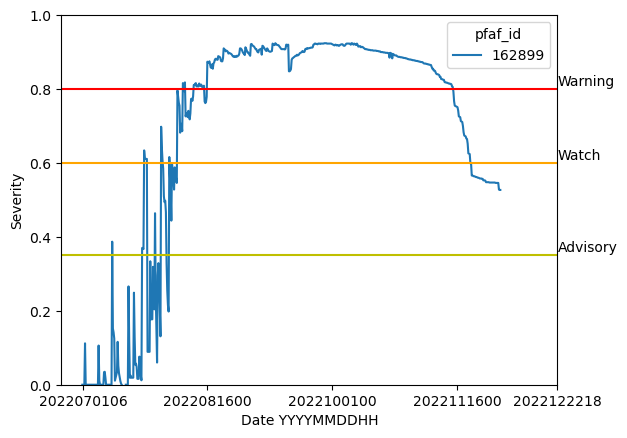 1.0
0.8
0.6
0.4
0.2
0.0
Severity
pfaf_id
162899
Warning
Watch
Advisory
2022070106 2022081600 2022100100 2022111600 2022122218
Date YYYYMMDDHH